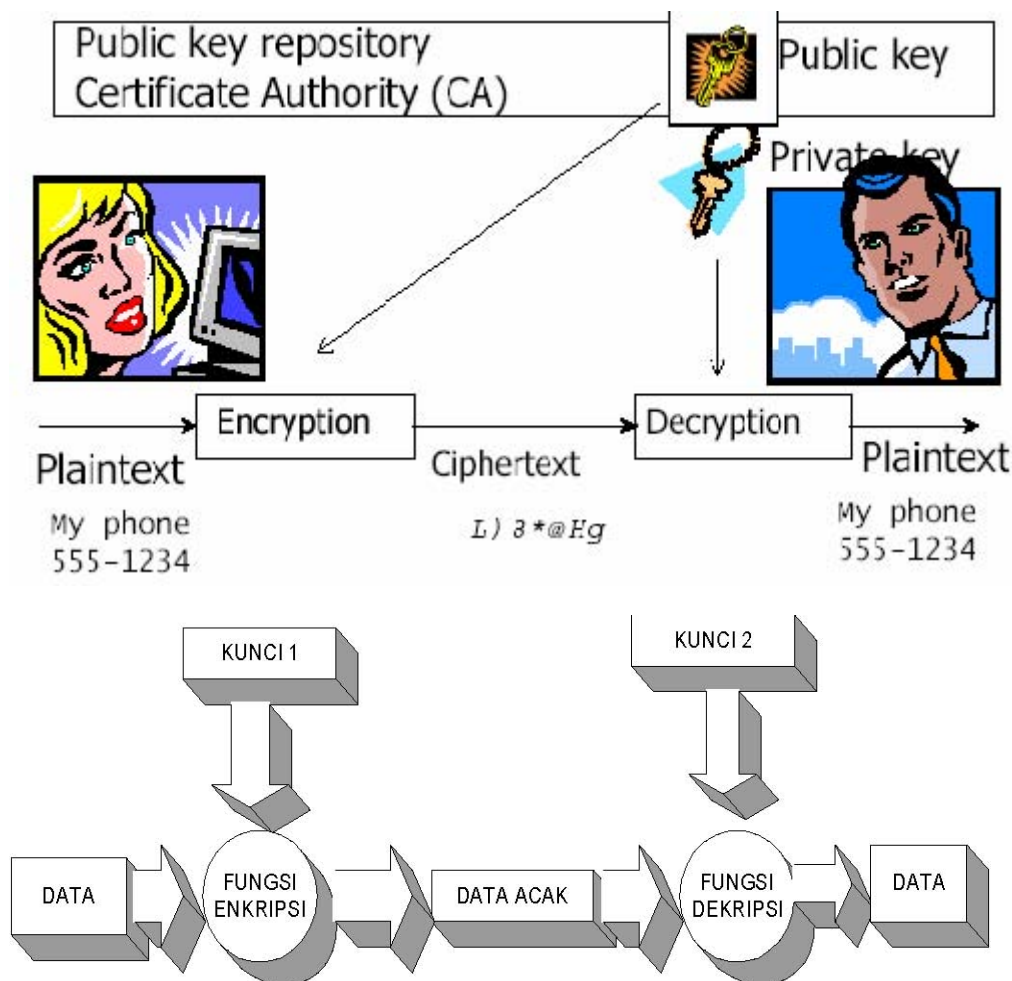 Public key repository
Certificate Authority (CA)
Public key
Private key
Encryption
Decryption
Plaintext
Ciphertext
Plaintext
My phone
555-1234
L) 3*@Hg
My phone
555-1234
KUNCI 1
KUNCI 2
DATA
FUNGSI
ENKRIPSI
DATA ACAK
FUNGSI
DEKRIPSI
DATA